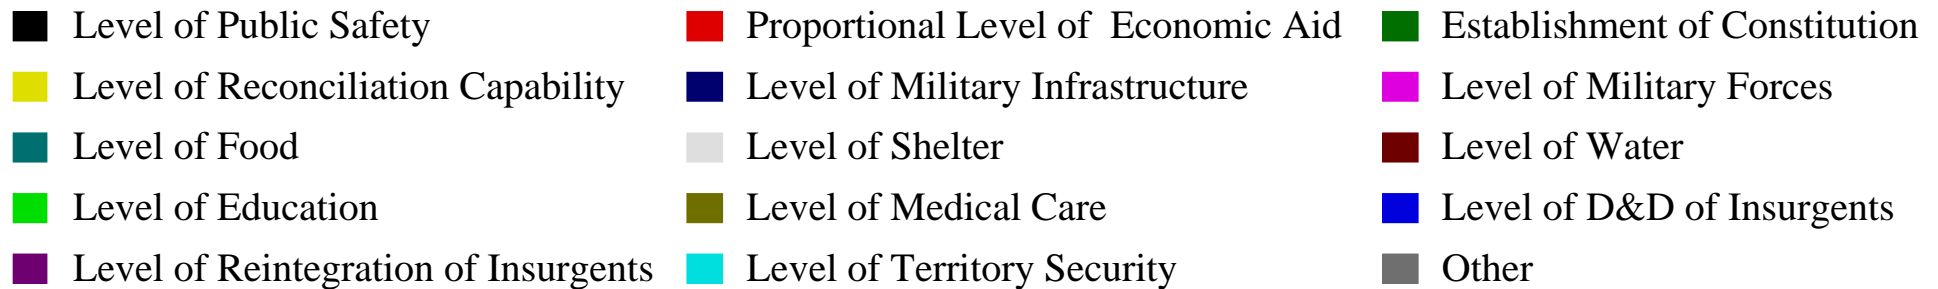 Level of Public Safety Proportional Level of  Economic Aid Establishment of Constitution
Level of Reconciliation Capability Level of Military Infrastructure Level of Military Forces
Level of Food Level of Shelter Level of Water
Level of Education Level of Medical Care Level of D&D of Insurgents
Level of Reintegration of Insurgents Level of Territory Security Other